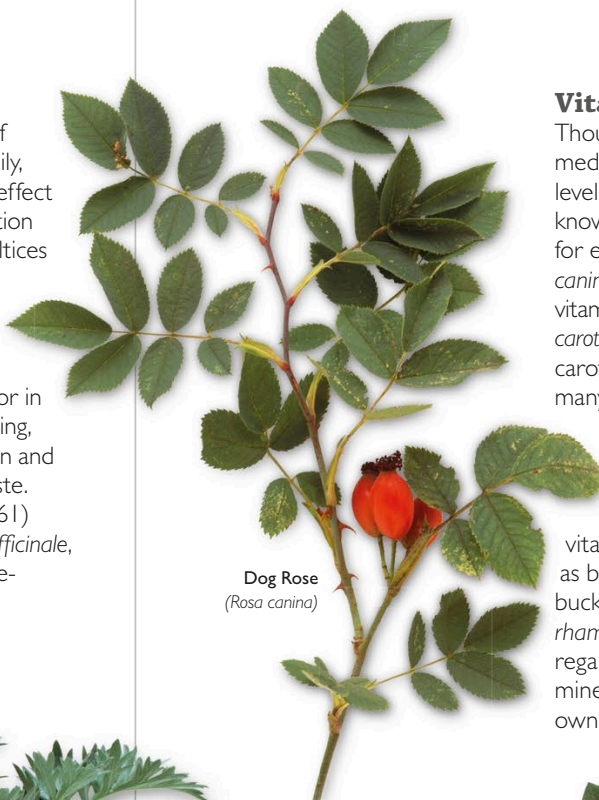 f
ily,
effect
tion
ltices
or in
ing,
n and
ste.
61)
fficinale,
e-
Dog Rose
(Rosa canina)
Vita
Thou
med
level
know
for e
canin
vitam
carot
carot
many
vita
as b
buck
rham
rega
mine
own